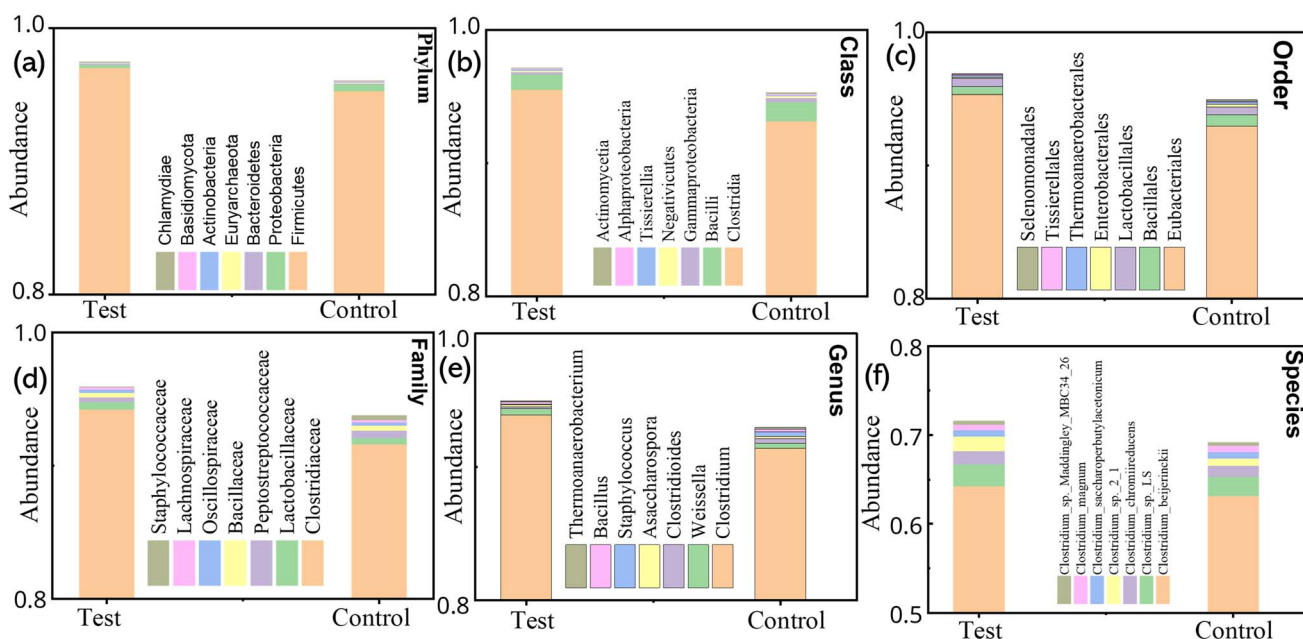 (a)
Phylum
1.0
Abundance
0.8
Chlamydiae
Basidiomycota
Actinobacteria
Euryarchaeota
Bacteroidetes
Proteobacteria
Firmicutes
Test
Control
(b)
Class
1.0
Abundance
0.8
Actinomycetia
Alphaproteobacteria
Tissierellia
Negativicutes
Gammaproteobacteria
Bacilli
Clostridia
Test
Control
(c)
Order
1.0
Abundance
0.8
Selenomonadales
Tissierellales
Thermoanaerobacterales
Enterobacterales
Lactobacillales
Bacillales
Eubacteriales
Test
Control
(d)
Family
1.0
Abundance
0.8
Staphylococcaceae
Lachnospiraceae
Oscillospiraceae
Bacillaceae
Peptostreptococcaceae
Lactobacillaceae
Clostridiaceae
Test
Control
(e)
Genus
1.0
Abundance
0.8
Thermoanaerobacterium
Bacillus
Staphylococcus
Asaccharospora
Clostridioides
Weissella
Clostridium
Test
Control
(f)
Species
0.8
0.7
0.6
0.5
Abundance
Clostridium_sp._Maddingley_MBC34_26
Clostridium_magnum
Clostridium_saccharoperbutylacetonicum
Clostridium_sp_2_1
Clostridium_chromiireducens
Clostridium_sp_LS
Clostridium_beijerinckii
Test
Control